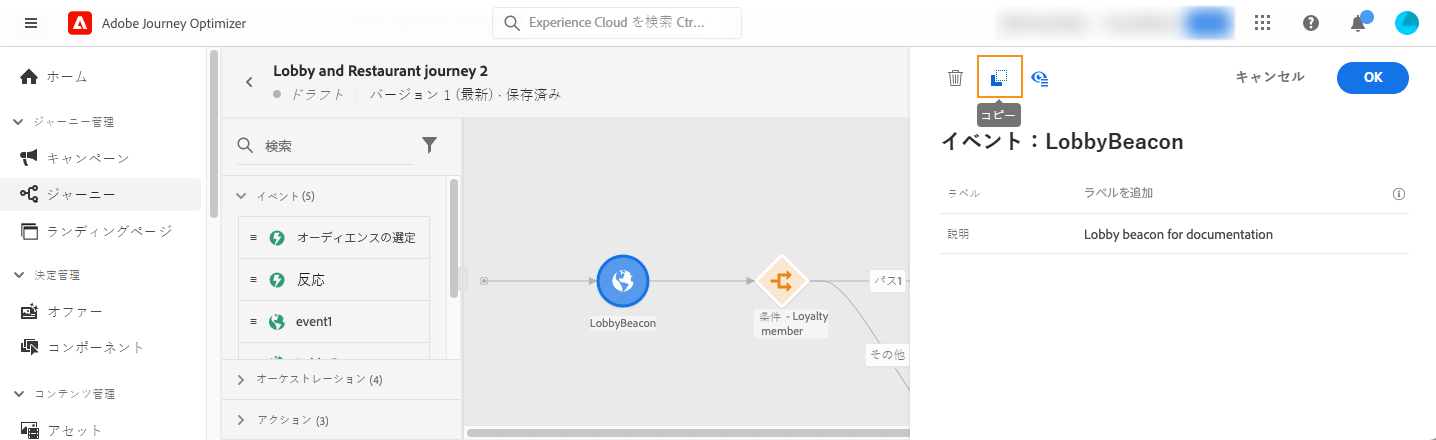 Adobe Journey Optimizer
Experience Cloud を検索 Ctr...
ホーム
ジャーニー管理
キャンペーン
ジャーニー
ランディングページ
決定管理
オファー
コンポーネント
コンテンツ管理
アセット
Lobby and Restaurant journey 2
ドラフト
バージョン 1 (最新) · 保存済み
検索
イベント (5)
オーディエンスの選定
反応
event1
オーケストレーション (4)
アクション (3)
LobbyBeacon
条件 - Loyalty
member
パス1
その他
キャンセル
OK
コピー
イベント：LobbyBeacon
ラベル
ラベルを追加
説明
Lobby beacon for documentation